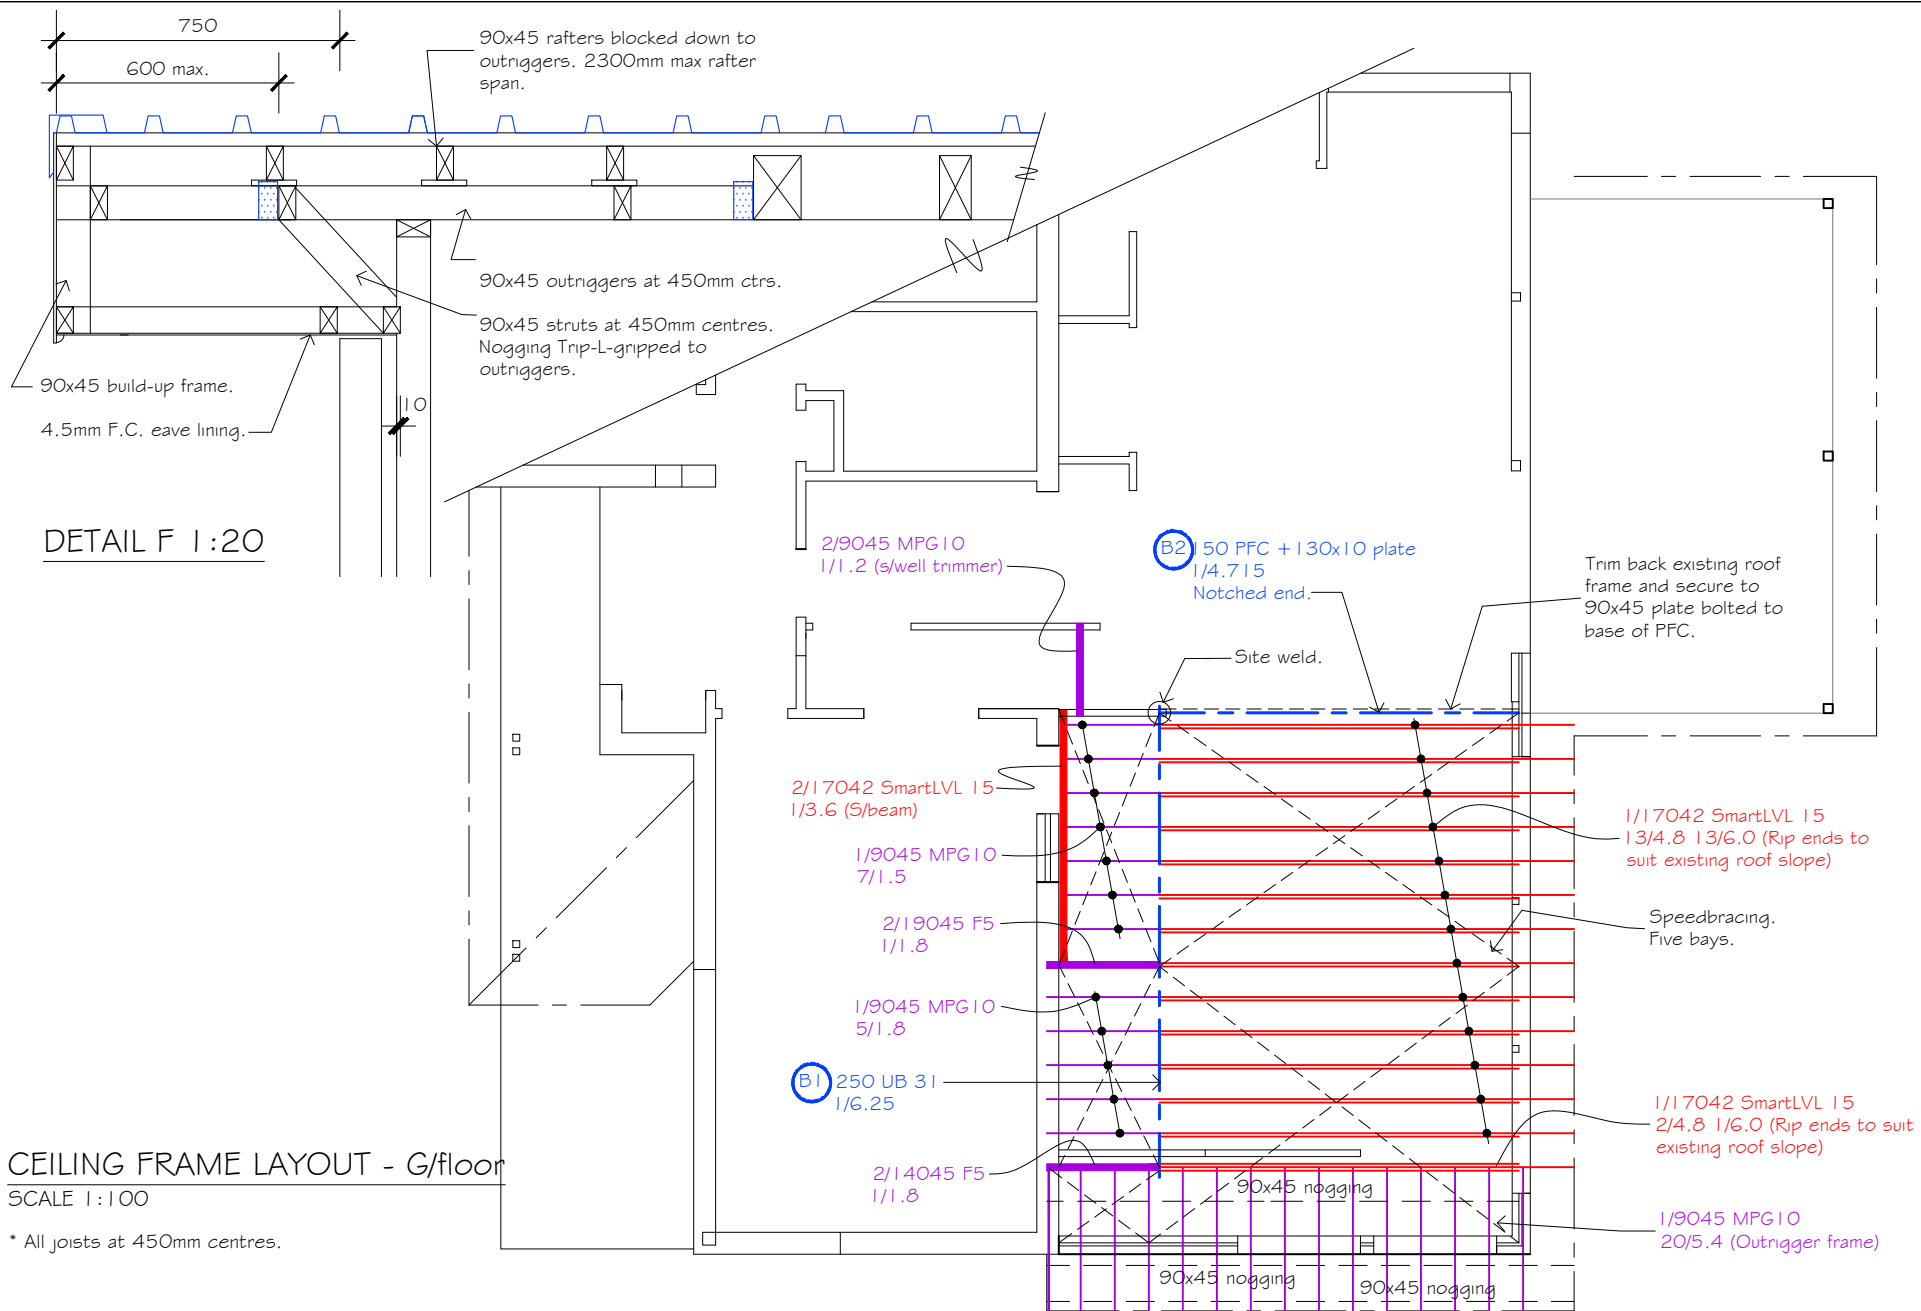 750
600 max.
90x45 rafters blocked down to
outriggers. 2300mm max rafter
span.
90x45 outriggers at 450mm ctrs.
90x45 struts at 450mm centres.
Nogging Trip-L-gripped to
outriggers.
90x45 build-up frame.
4.5mm F.C. eave lining.
10
DETAIL F 1:20
2/9045 MPG10
1/1.2 (s/well trimmer)
B2 150 PFC +130x10 plate
1/4.715
Notched end.
Trim back existing roof
frame and secure to
90x45 plate bolted to
base of PFC.
Site weld.
2/17042 SmartLVL 15
1/3.6 (S/beam)
1/9045 MPG10
7/1.5
2/19045 F5
1/1.8
1/9045 MPG10
5/1.8
B1 250 UB 31
1/6.25
2/14045 F5
1/1.8
1/17042 SmartLVL 15
13/4.8 13/6.0 (Rip ends to
suit existing roof slope)
Speedbracing.
Five bays.
1/17042 SmartLVL 15
2/4.8 1/6.0 (Rip ends to suit
existing roof slope)
90x45 nogging
1/9045 MPG10
20/5.4 (Outrigger frame)
90x45 nogging
90x45 nogging
CEILING FRAME LAYOUT - G/floor
SCALE 1:100
* All joists at 450mm centres.